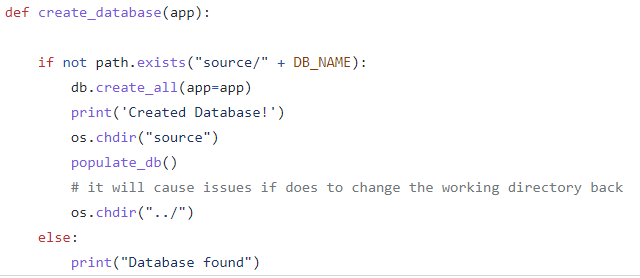 def create_database(app):
    if not path.exists("source/" + DB_NAME):
        db.create_all(app=app)
        print('Created Database!')
        os.chdir("source")
        populate_db()
        # it will cause issues if does to change the working directory back
        os.chdir("../")
    else:
        print("Database found")